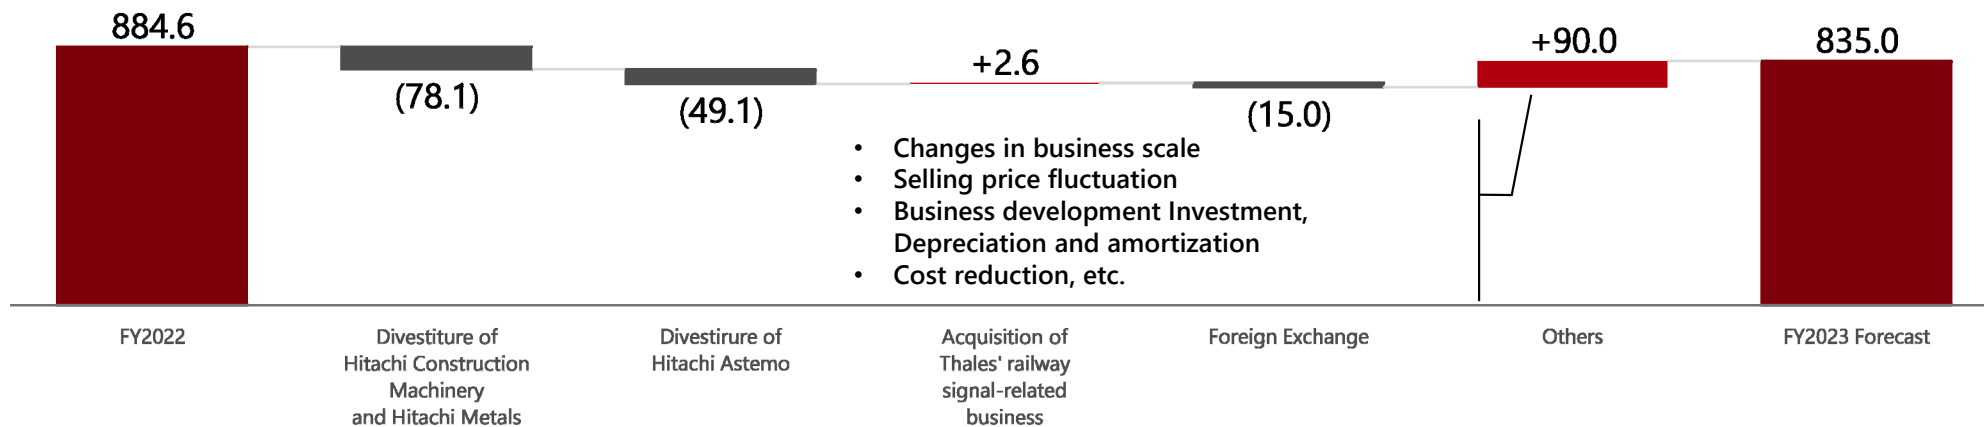 884.6
(78.1)
(49.1)
+2.6
(15.0)
+90.0
835.0
• Changes in business scale
• Selling price fluctuation
• Business development Investment,
Depreciation and amortization
• Cost reduction, etc.
FY2022
Divestiture of
Hitachi Construction
Machinery
and Hitachi Metals
Divestirure of
Hitachi Astemo
Acquisition of
Thales' railway
signal-related
business
Foreign Exchange
Others
FY2023 Forecast